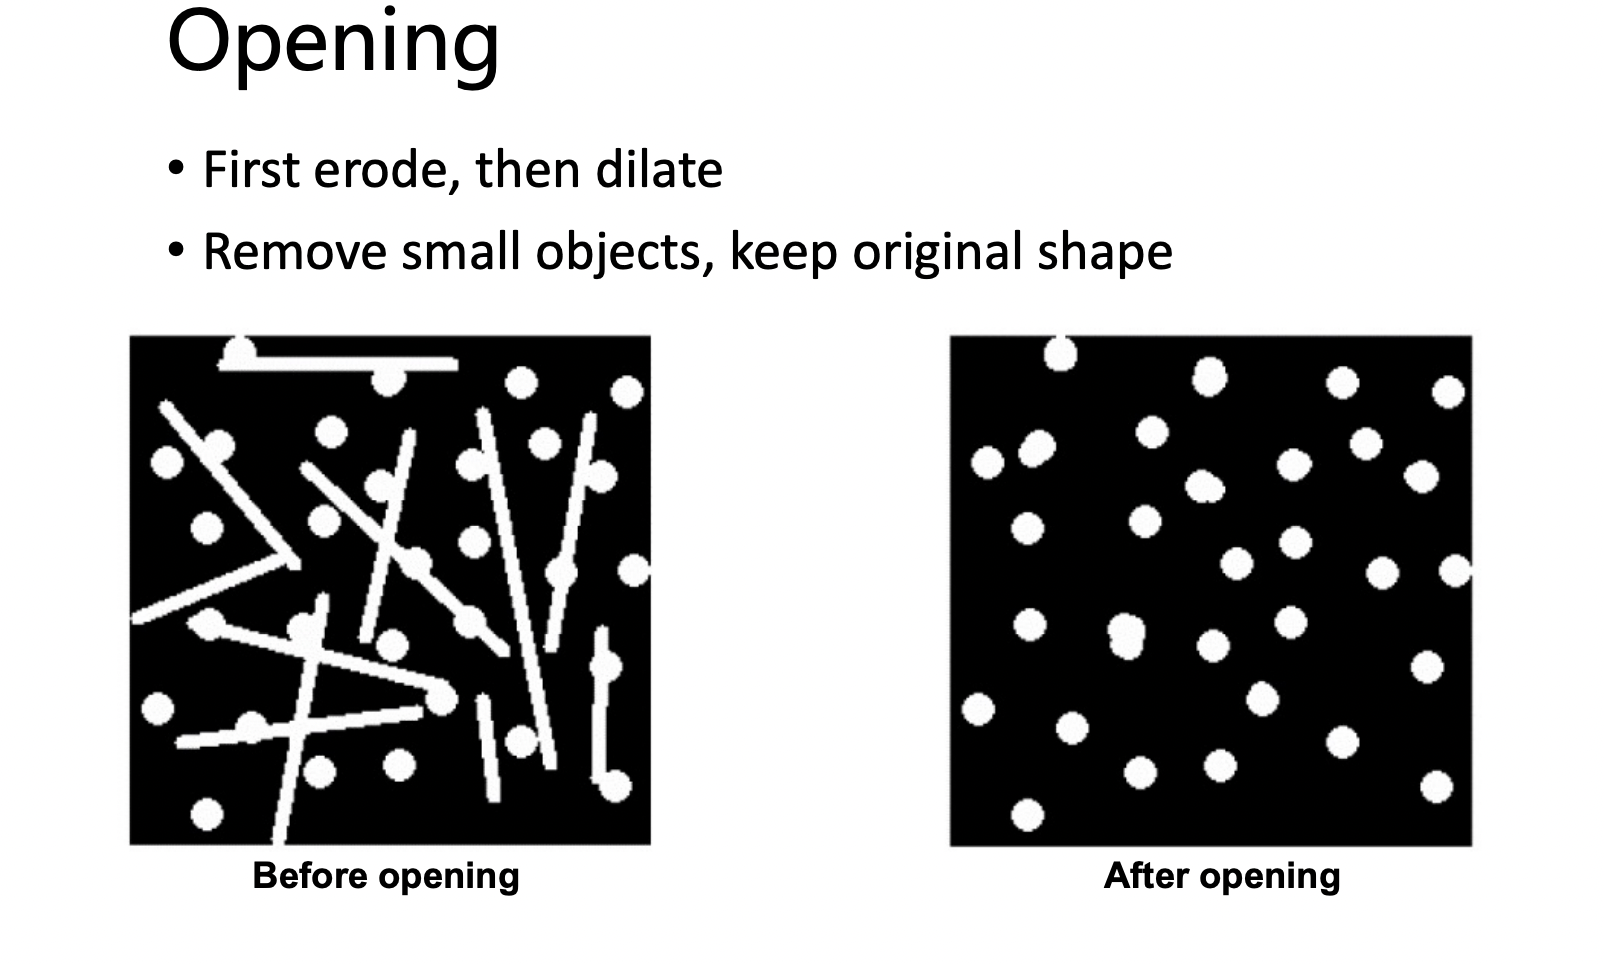 Opening
• First erode, then dilate
• Remove small objects, keep original shape
Before opening
After opening